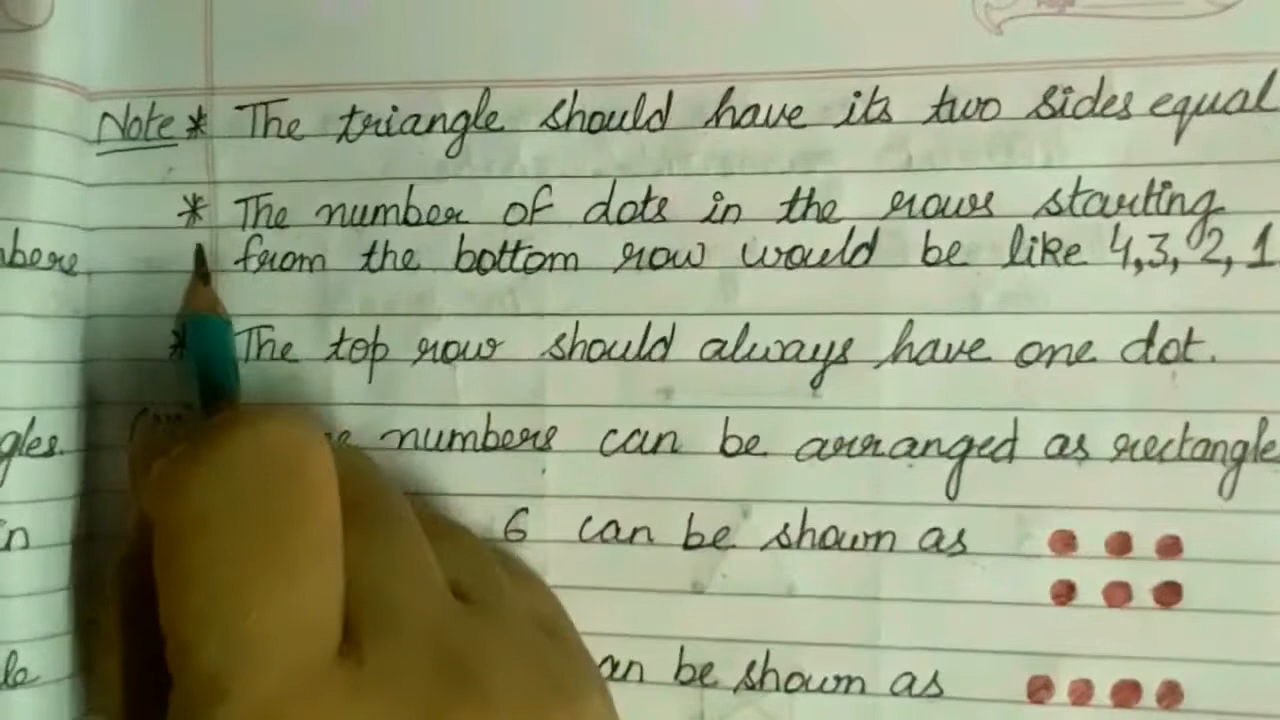 Note * The triangle should have its two sides equal
* The number of dots in the rows starting
from the bottom row would be like 4,3,2,1
* The top row should always have one dot.
numbers can be arranged as rectangle
6 can be shown as
be shown as